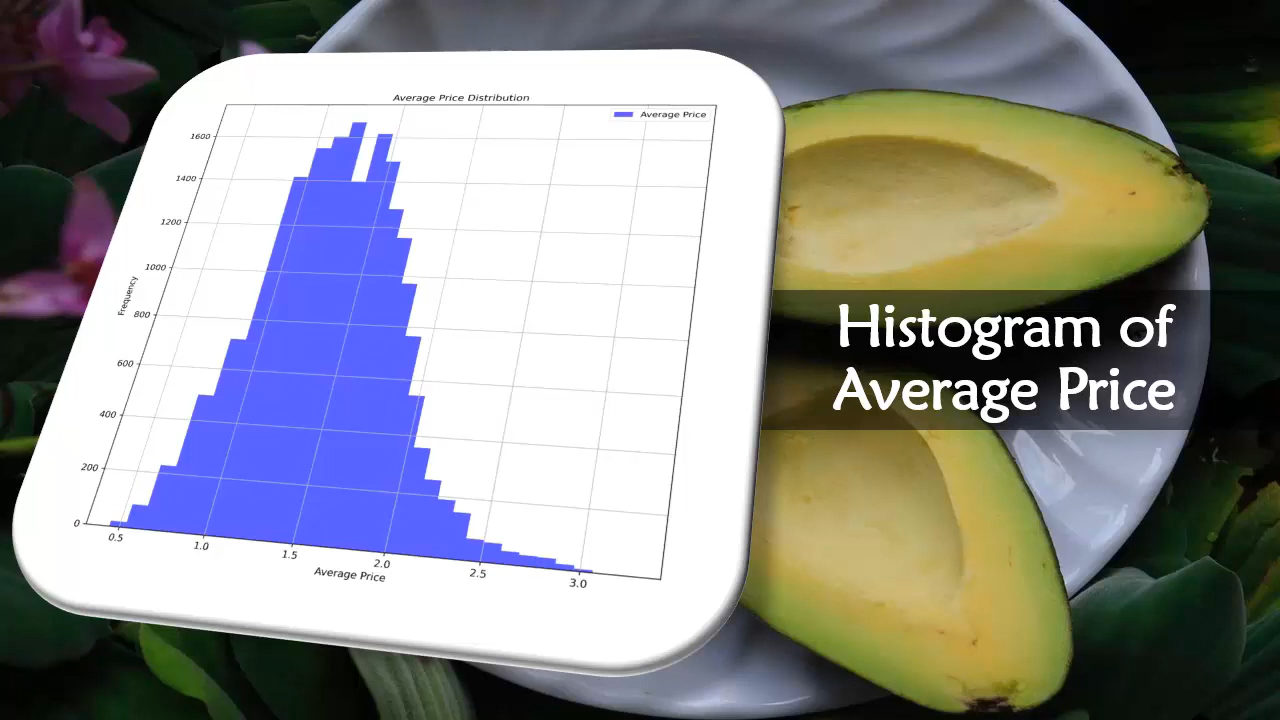 Average Price Distribution
Average Price
1600
1400
1200
1000
800
600
400
200
0
Frequency
0.5
1.0
1.5
2.0
2.5
3.0
Average Price
Histogram of
Average Price